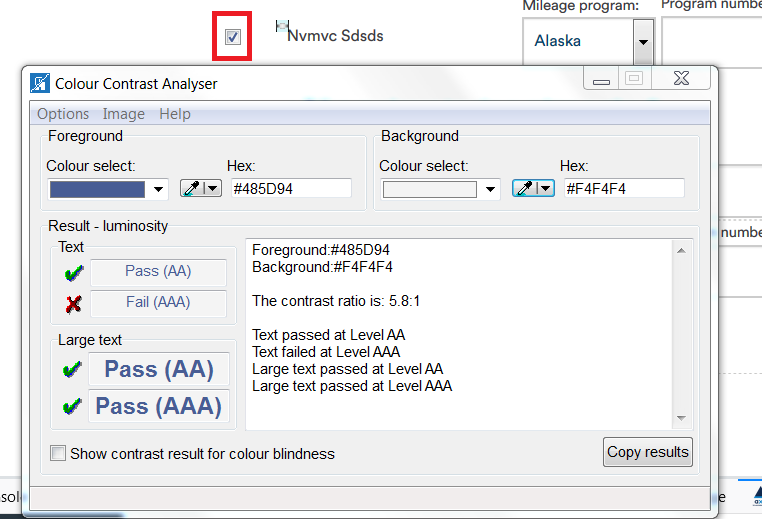 Mileage program:
Program numbe
Nvmvc Sdsds
Alaska
Colour Contrast Analyser
Options Image Help
Foreground
Colour select:
Hex:
#485D94
Background
Colour select:
Hex:
#F4F4F4
Result - luminosity
Text
Pass (AA)
Fail (AAA)
Large text
Pass (AA)
Pass (AAA)
Foreground:#485D94
Background:#F4F4F4
The contrast ratio is: 5.8:1
Text passed at Level AA
Text failed at Level AAA
Large text passed at Level AA
Large text passed at Level AAA
Show contrast result for colour blindness
Copy results
numbe
nsole
e